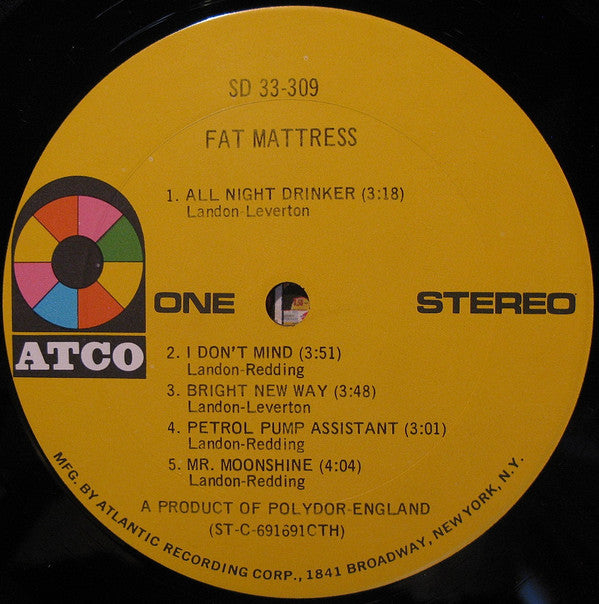 SD 33-309
FAT MATTRESS
1. ALL NIGHT DRINKER (3:18)
Landon-Leverton
ONE
STEREO
ATCO
2. I DON'T MIND (3:51)
Landon-Redding
3. BRIGHT NEW WAY (3:48)
Landon-Leverton
4. PETROL PUMP ASSISTANT (3:01)
Landon-Redding
5. MR. MOONSHINE (4:04)
Landon-Redding
A PRODUCT OF POLYDOR-ENGLAND
(ST-C-691691CTH)
MFG. BY ATLANTIC RECORDING CORP., 1841 BROADWAY, NEW YORK, N.Y.